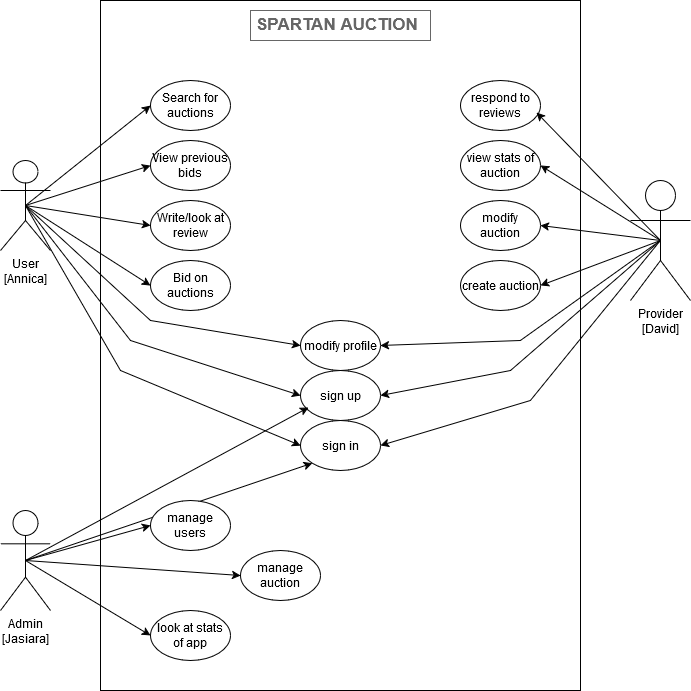 SPARTAN AUCTION
Search for
auctions
View previous
bids
Write/look at
review
Bid on
auctions
respond to
reviews
view stats of
auction
modify
auction
create auction
User
[Annica]
Provider
[David]
modify profile
sign up
sign in
manage
users
manage
auction
look at stats
of app
Admin
[Jasiara]